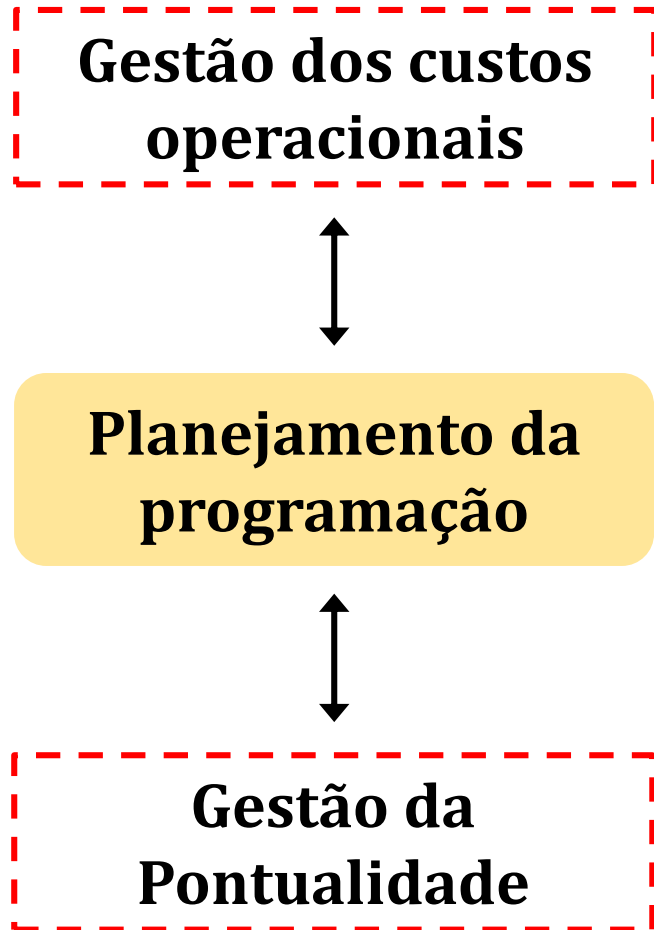 Gestão dos custos
operacionais
Planejamento da
programação
Gestão da
Pontualidade